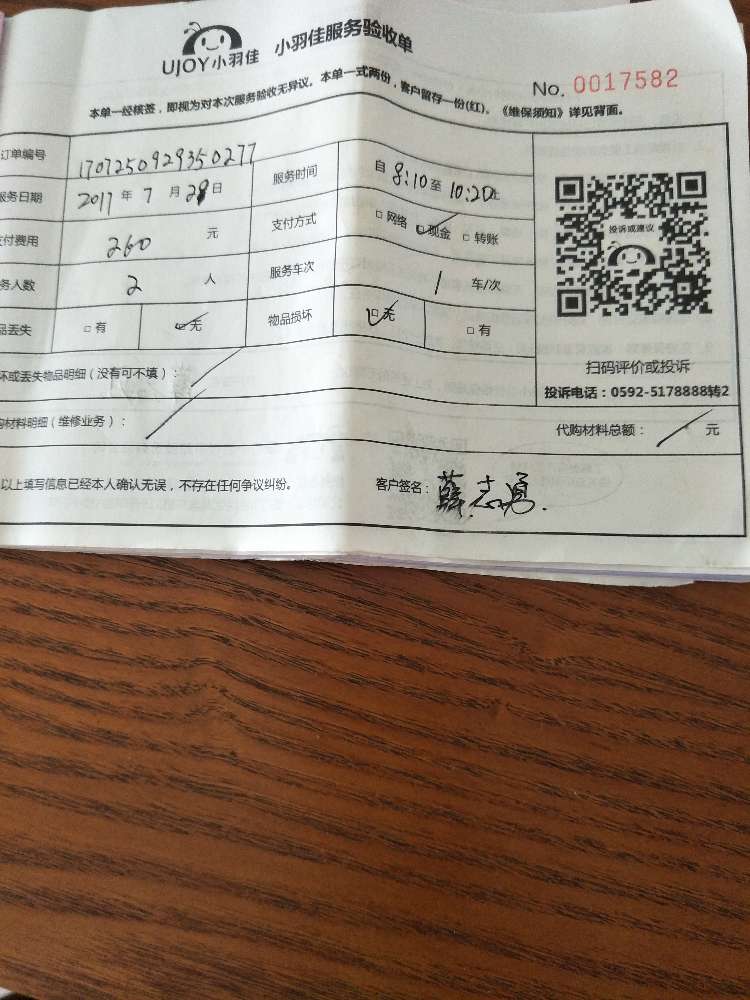 UJOY小羽佳 小羽佳服务验收单
No. 0017582
本单一经核签，即视为对本次服务验收无异议。本单一式两份，客户留存一份(红)。《维保须知》详见背面。
订单编号 1707250929350277 服务时间 自 8:10 至 10:20 止
服务日期 2017 年 7 月 28 日
支付费用 260 元 支付方式 □ 网络 □ 现金 □ 转账
务人数 2 人 服务车次 1 车/次
品丢失 □ 有 □ 无 物品损坏 □ 无 □ 有
投诉或建议
扫码评价或投诉
投诉电话：0592-5178888转2
坏或丢失物品明细（没有可不填）：
购材料明细（维修业务）： 代购材料总额： 元
以上填写信息已经本人确认无误，不存在任何争议纠纷。 客户签名： 薛志勇.